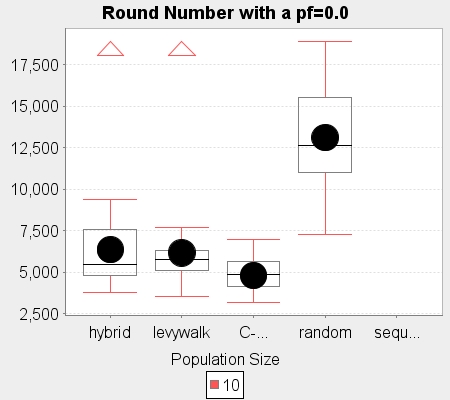 Round Number with a pf=0.0
17,500
15,000
12,500
10,000
7,500
5,000
2,500
hybrid levywalk C-... random sequ...
Population Size
10